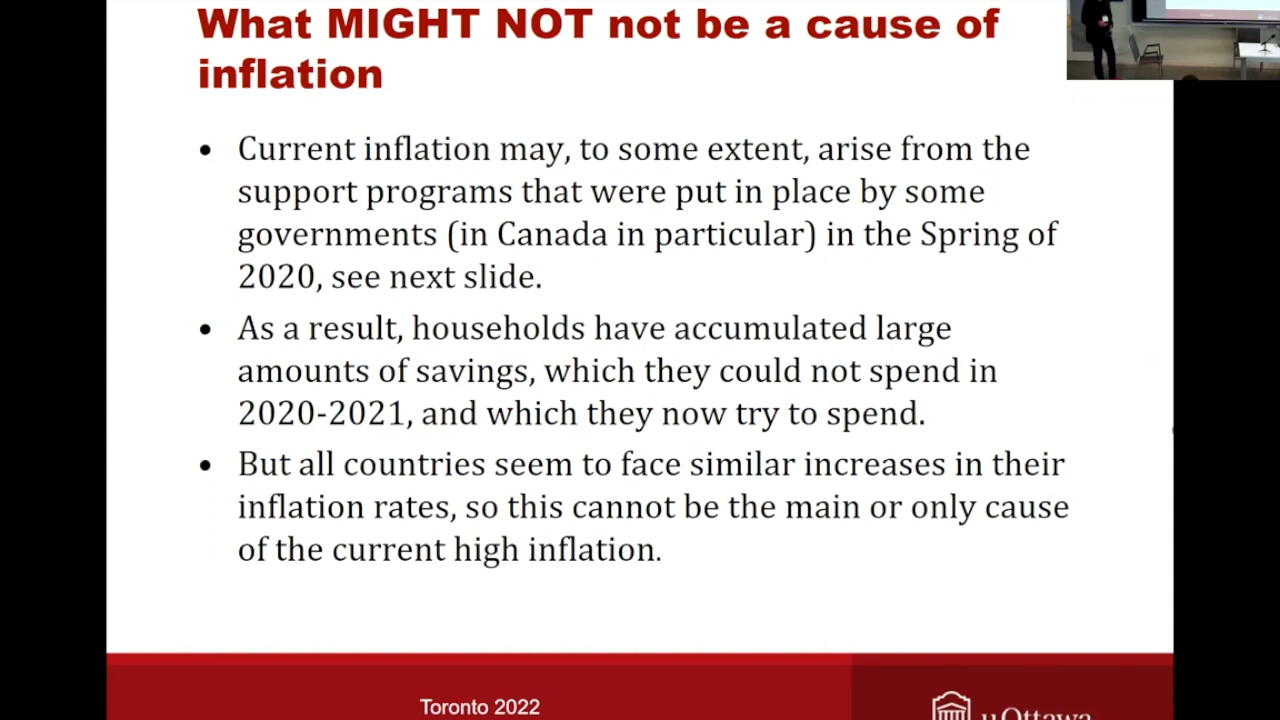 What MIGHT NOT not be a cause of
inflation
• Current inflation may, to some extent, arise from the
support programs that were put in place by some
governments (in Canada in particular) in the Spring of
2020, see next slide.
• As a result, households have accumulated large
amounts of savings, which they could not spend in
2020-2021, and which they now try to spend.
• But all countries seem to face similar increases in their
inflation rates, so this cannot be the main or only cause
of the current high inflation.
Toronto 2022
uOttawa